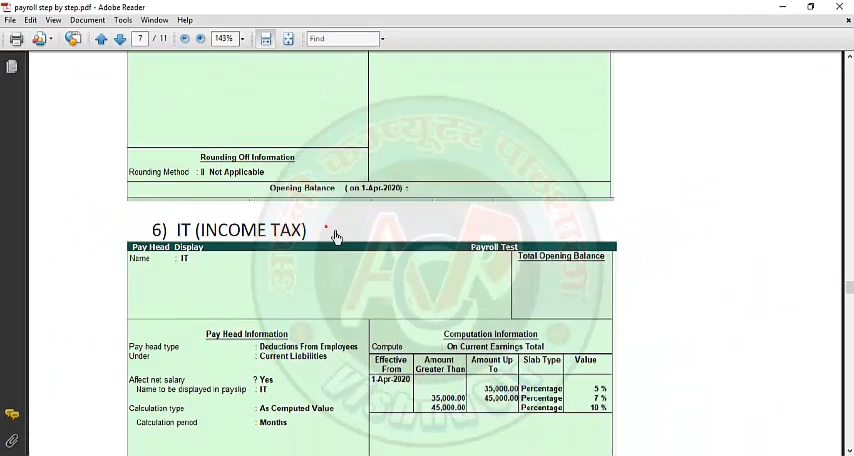 payroll step by step.pdf - Adobe Reader
File Edit View Document Tools Window Help
7 / 11 143% Find
Rounding Off Information
Rounding Method : Not Applicable
Opening Balance ( on 1-Apr-2020) :
6) IT (INCOME TAX)
Pay Head Display Payroll Test
Name : IT
Total Opening Balance
Pay Head Information
Pay head type : Deductions From Employees
Under : Current Liabilities
Affect net salary ? Yes
Name to be displayed in payslip : IT
Calculation type : As Computed Value
Calculation period : Months
Computation Information
Compute On Current Earnings Total
Effective From Amount Greater Than Amount Up To Slab Type Value
1-Apr-2020
35,000.00 Percentage 5 %
35,000.00 45,000.00 Percentage 7 %
45,000.00 Percentage 10 %
ACP